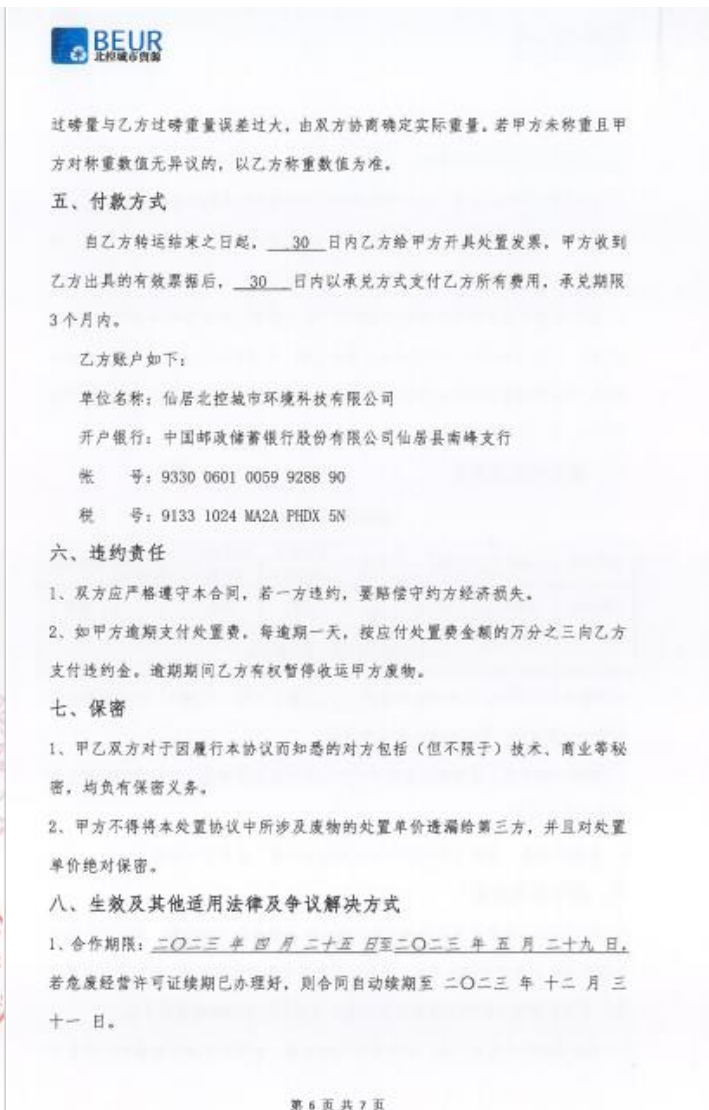 BEUR
北控城市资源
过磅量与乙方过磅重量误差过大，由双方协商确定实际重量。若甲方未称重且甲
方对称重数值无异议的，以乙方称重数值为准。
五、付款方式
自乙方转运结束之日起，30 日内乙方给甲方开具处置发票，甲方收到
乙方出具的有效票据后，30 日内以承兑方式支付乙方所有费用，承兑期限
3个月内。
乙方账户如下：
单位名称：仙居北控城市环境科技有限公司
开户银行：中国邮政储蓄银行股份有限公司仙居县南峰支行
帐 号：9330 0601 0059 9288 90
税 号：9133 1024 MA2A PHDX 5N
六、违约责任
1、双方应严格遵守本合同，若一方违约，要赔偿守约方经济损失。
2、如甲方逾期支付处置费，每逾期一天，按应付处置费金额的万分之三向乙方
支付违约金。逾期期间乙方有权暂停收运甲方废物。
七、保密
1、甲乙双方对于因履行本协议而知悉的对方包括（但不限于）技术、商业等秘
密，均负有保密义务。
2、甲方不得将本处置协议中所涉及废物的处置单价透漏给第三方，并且对处置
单价绝对保密。
八、生效及其他适用法律及争议解决方式
1、合作期限：二〇二三 年 四 月 二十五 日至二〇二三 年 五 月 二十九 日，
若危废经营许可证续期已办理好，则合同自动续期至 二〇二三 年 十二 月 三
十一 日。
第 6 页 共 7 页